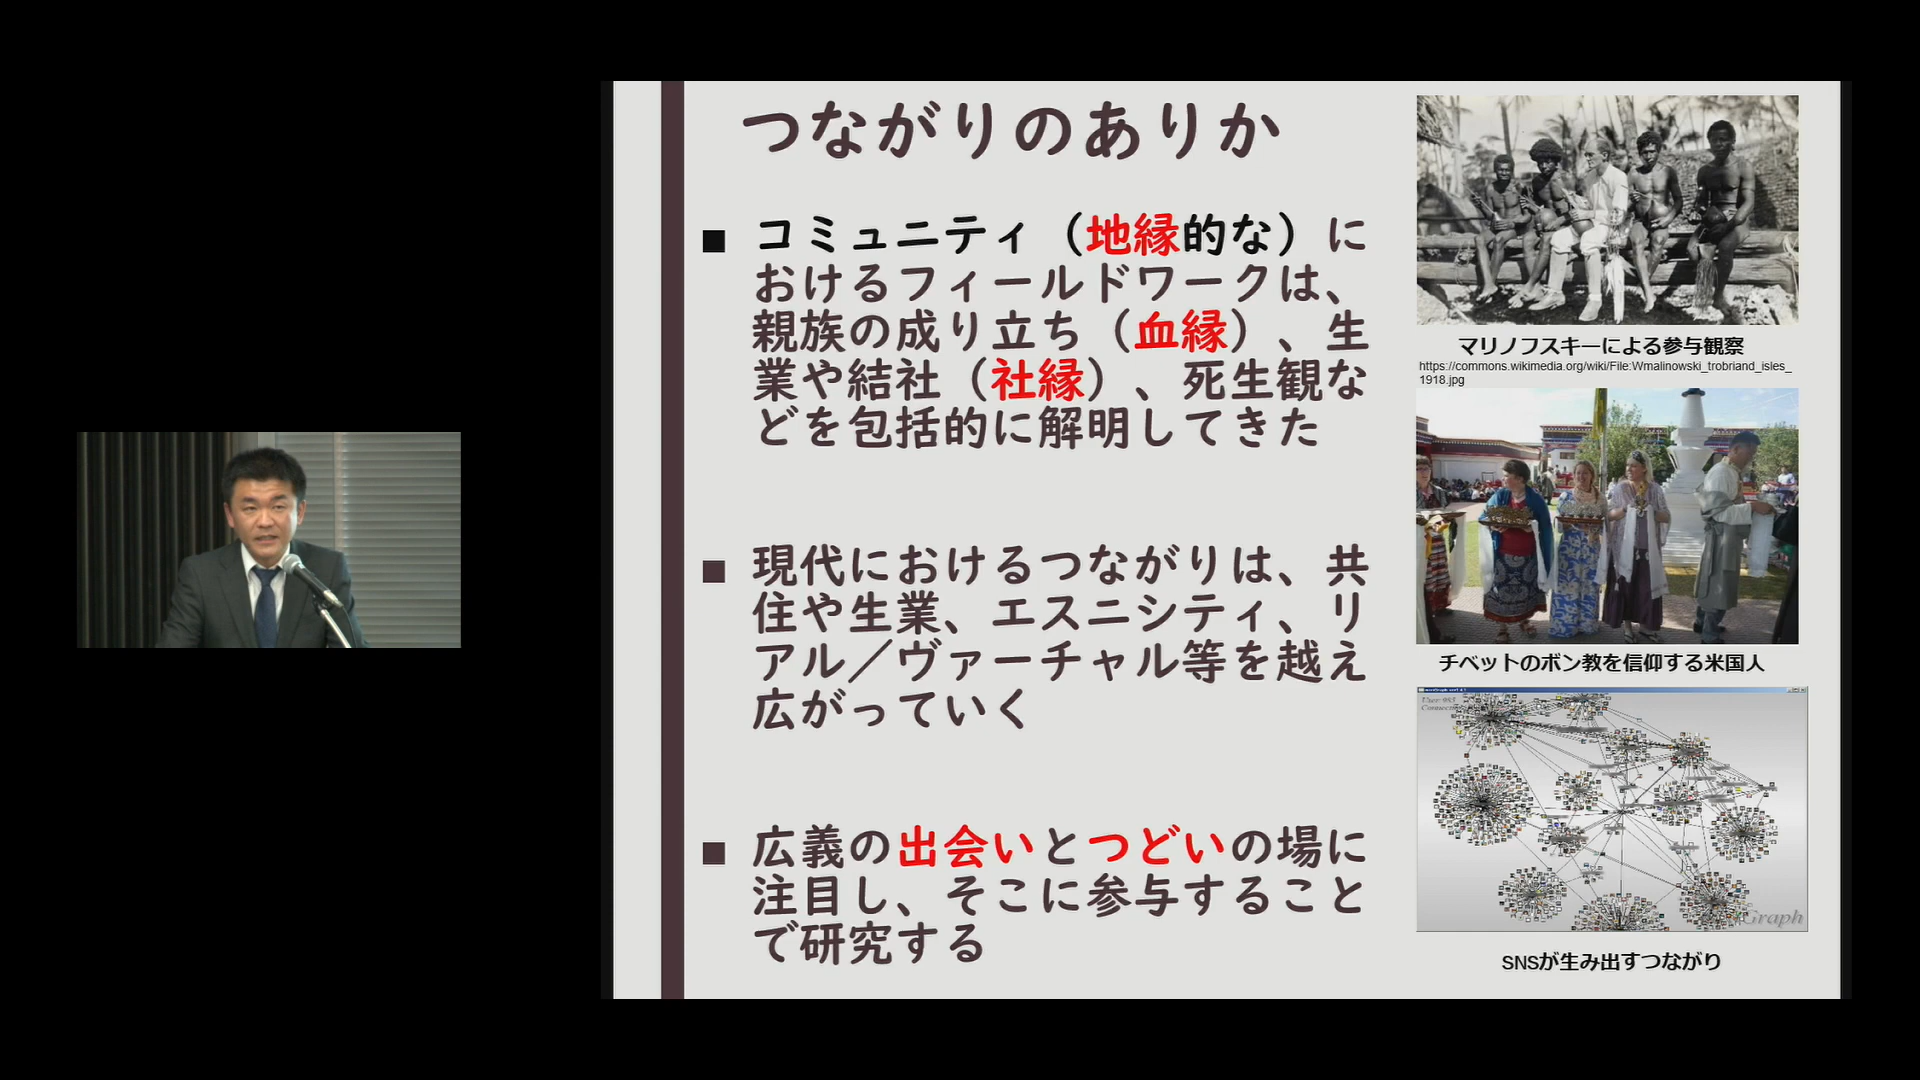 つながりのありか
■ コミュニティ（地縁的な）に
おけるフィールドワークは、
親族の成り立ち（血縁）、生
業や結社（社縁）、死生観な
どを包括的に解明してきた
■ 現代におけるつながりは、共
住や生業、エスニシティ、リ
アル／ヴァーチャル等を越え
広がっていく
■ 広義の出会いとつどいの場に
注目し、そこに参与すること
で研究する
マリノフスキーによる参与観察
https://commons.wikimedia.org/wiki/File:Wmalinowski_trobriand_isles_
1918.jpg
チベットのボン教を信仰する米国人
Graph
SNSが生み出すつながり